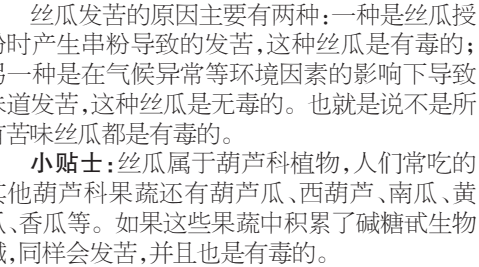 丝瓜发苦的原因主要有两种：一种是丝瓜授
粉时产生串粉导致的发苦，这种丝瓜是有毒的；
另一种是在气候异常等环境因素的影响下导致
味道发苦，这种丝瓜是无毒的。也就是说不是所
有苦味丝瓜都是有毒的。
小贴士：丝瓜属于葫芦科植物，人们常吃的
其他葫芦科果蔬还有葫芦瓜、西葫芦、南瓜、黄
瓜、香瓜等。如果这些果蔬中积累了碱糖甙生物
碱，同样会发苦，并且也是有毒的。